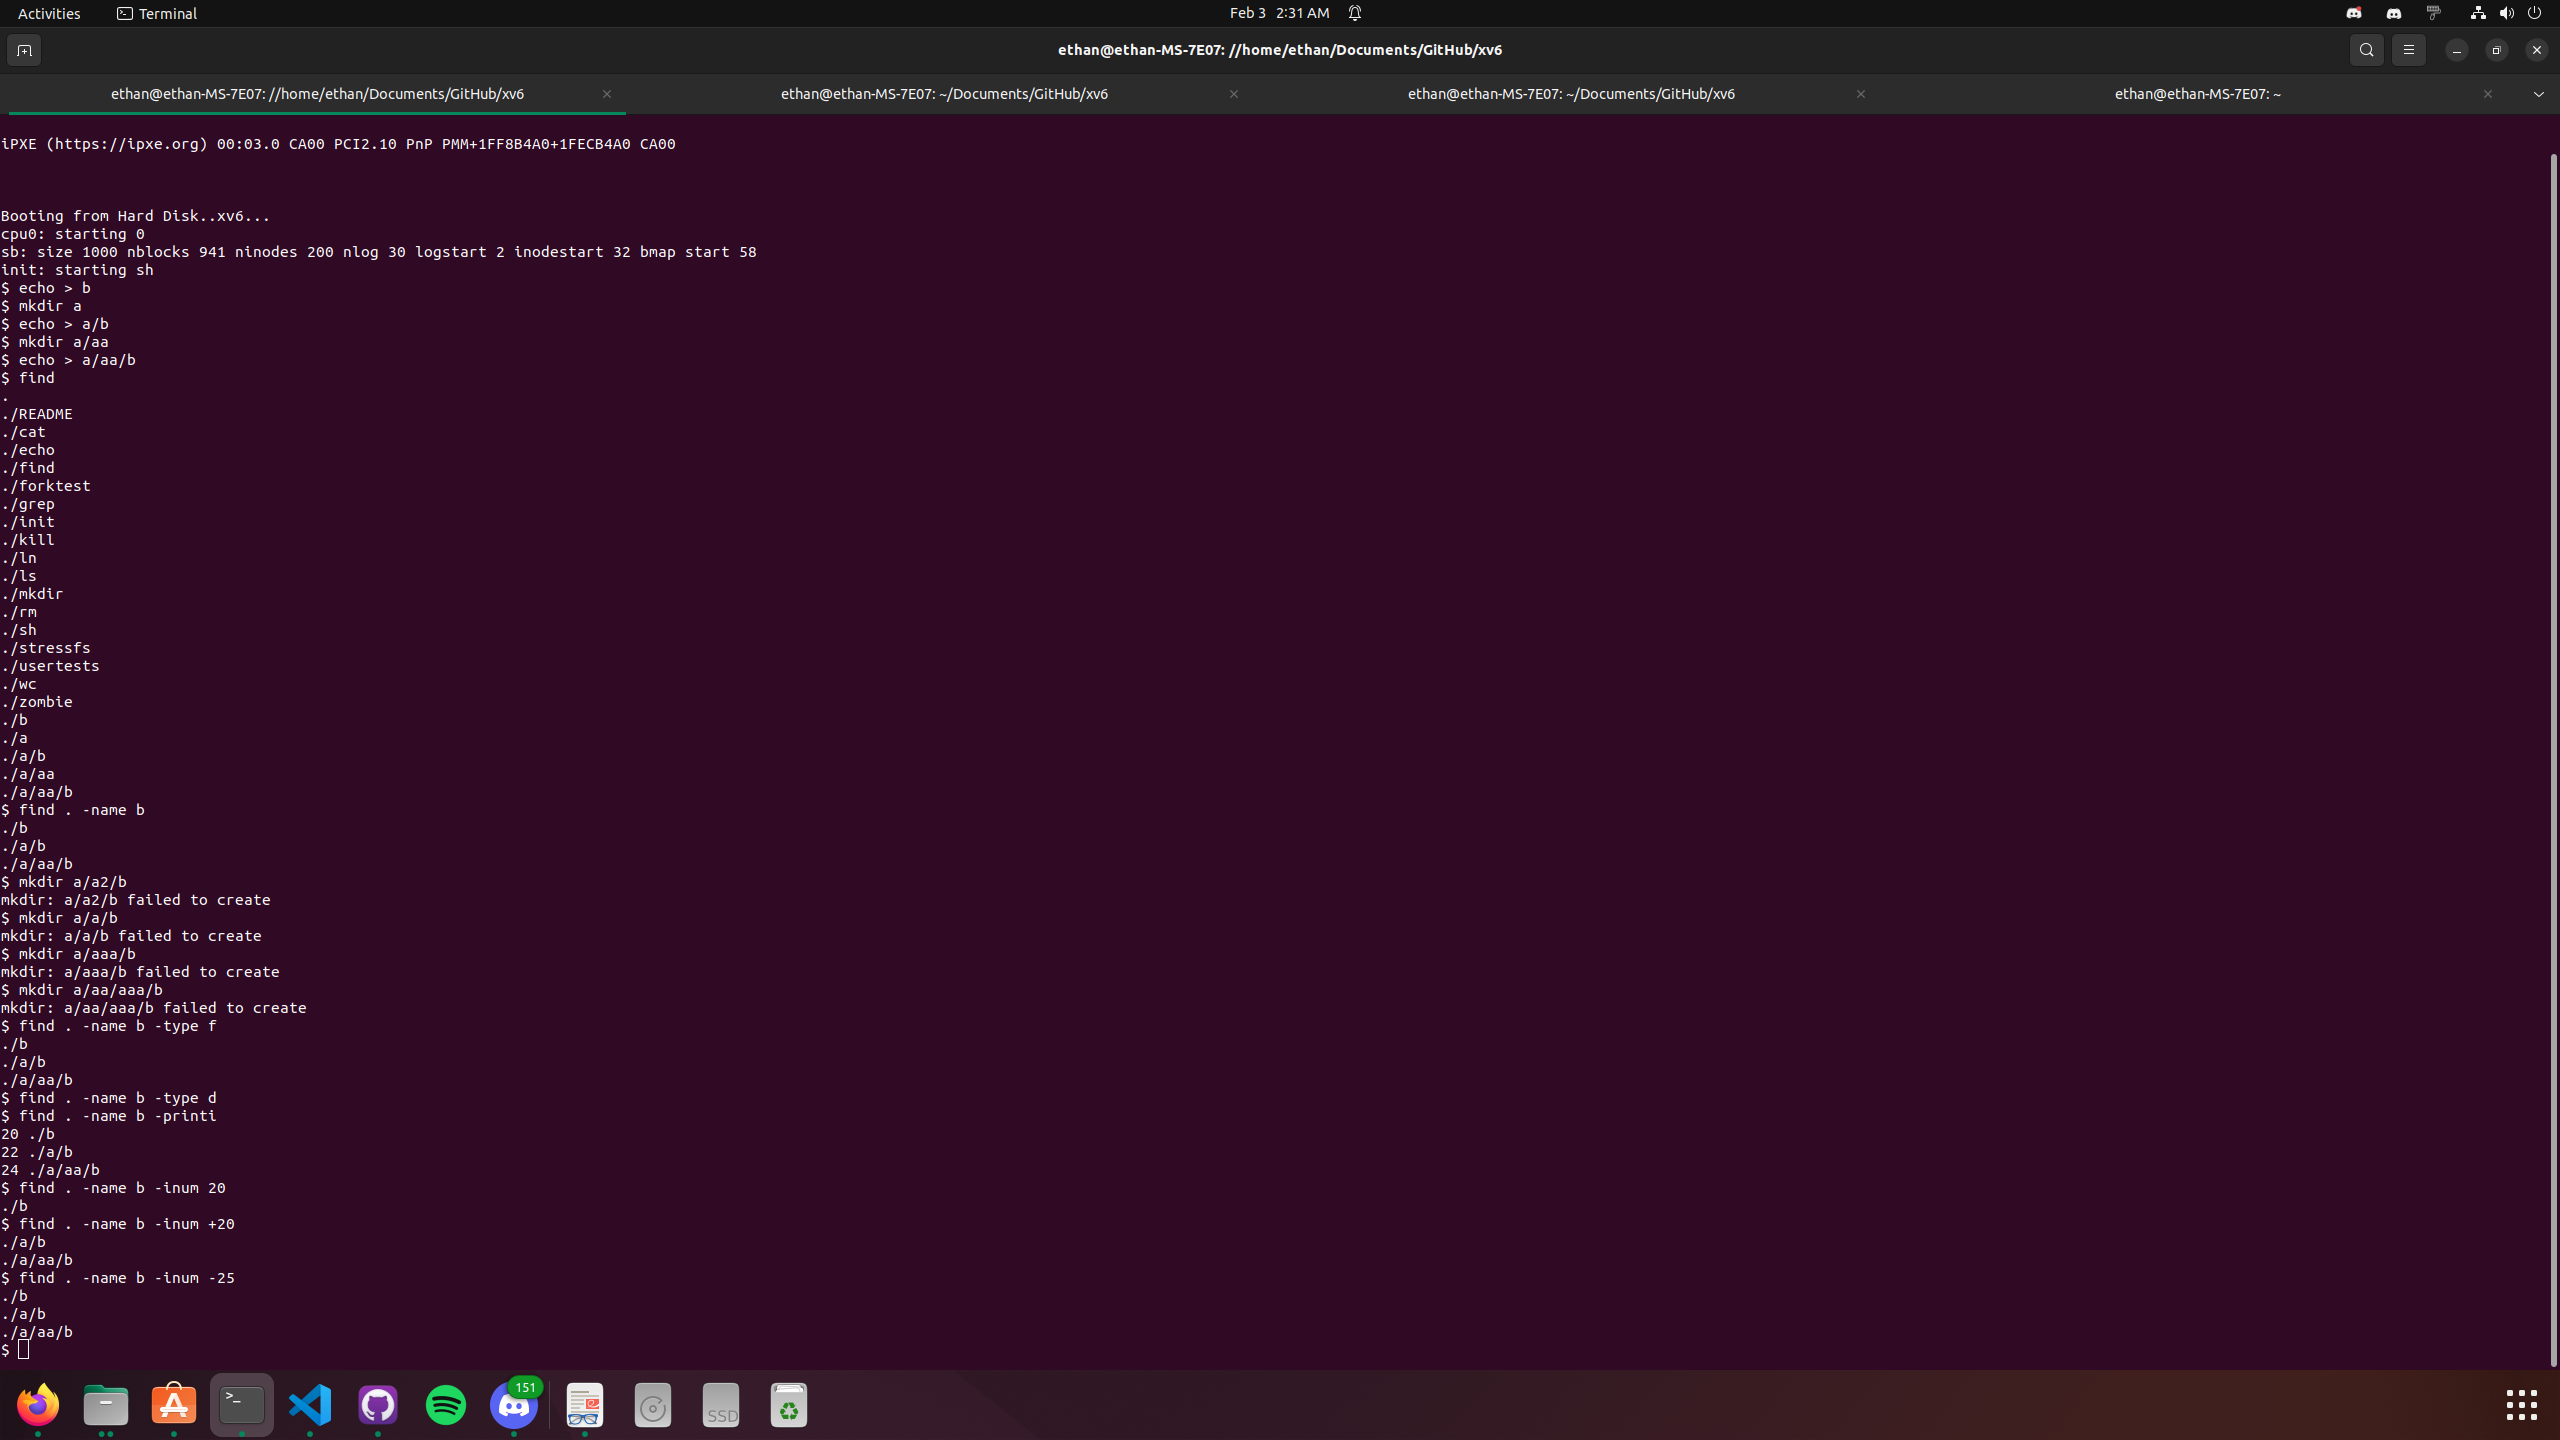 Activities Terminal Feb 3 2:31 AM
ethan@ethan-MS-7E07: //home/ethan/Documents/GitHub/xv6
ethan@ethan-MS-7E07: //home/ethan/Documents/GitHub/xv6 ethan@ethan-MS-7E07: ~/Documents/GitHub/xv6 ethan@ethan-MS-7E07: ~/Documents/GitHub/xv6 ethan@ethan-MS-7E07: ~
iPXE (https://ipxe.org) 00:03.0 CA00 PCI2.10 PnP PMM+1FF8B4A0+1FECB4A0 CA00
Booting from Hard Disk..xv6...
cpu0: starting 0
sb: size 1000 nblocks 941 ninodes 200 nlog 30 logstart 2 inodestart 32 bmap start 58
init: starting sh
$ echo > b
$ mkdir a
$ echo > a/b
$ mkdir a/aa
$ echo > a/aa/b
$ find
.
./README
./cat
./echo
./find
./forktest
./grep
./init
./kill
./ln
./ls
./mkdir
./rm
./sh
./stressfs
./usertests
./wc
./zombie
./b
./a
./a/b
./a/aa
./a/aa/b
$ find . -name b
./b
./a/b
./a/aa/b
$ mkdir a/a2/b
mkdir: a/a2/b failed to create
$ mkdir a/a/b
mkdir: a/a/b failed to create
$ mkdir a/aaa/b
mkdir: a/aaa/b failed to create
$ mkdir a/aa/aaa/b
mkdir: a/aa/aaa/b failed to create
$ find . -name b -type f
./b
./a/b
./a/aa/b
$ find . -name b -type d
$ find . -name b -printi
20 ./b
22 ./a/b
24 ./a/aa/b
$ find . -name b -inum 20
./b
$ find . -name b -inum +20
./a/b
./a/aa/b
$ find . -name b -inum -25
./b
./a/b
./a/aa/b
$
151
SSD